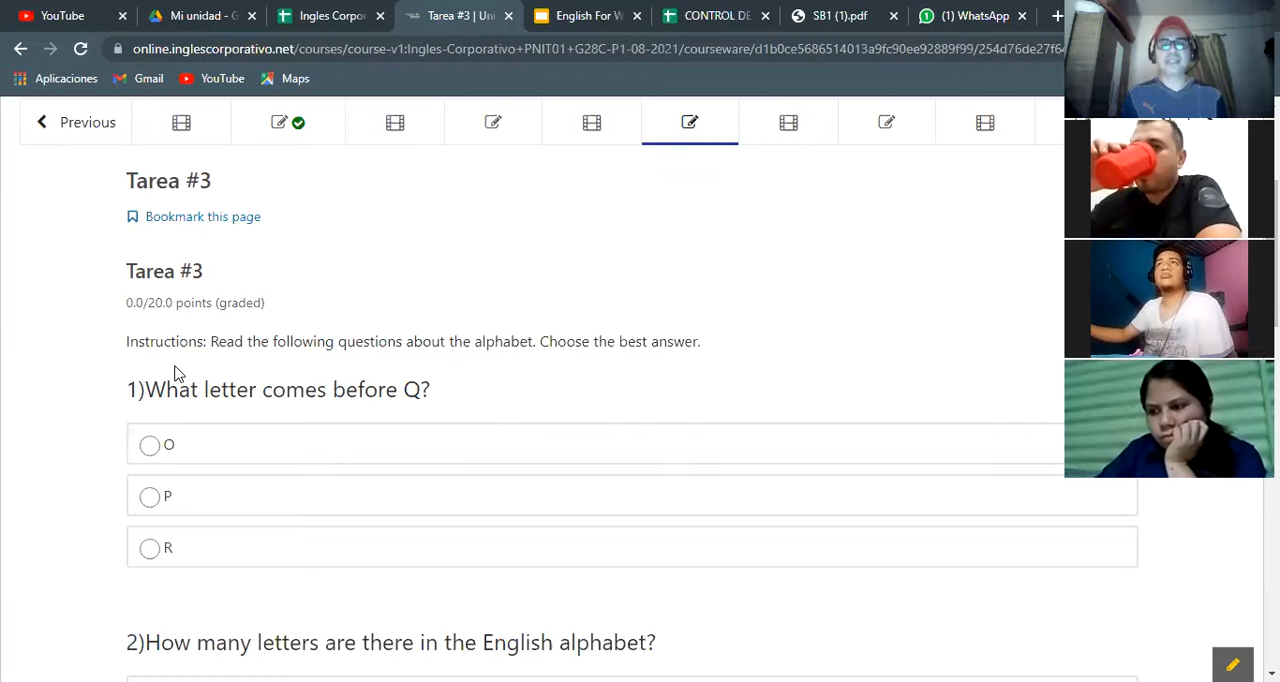 YouTube
Mi unidad - G
Ingles Corpo
Tarea #3 | Uni
English For W
CONTROL DE
SB1 (1).pdf
(1) WhatsApp
online.inglescorporativo.net/courses/course-v1:Ingles-Corporativo+PNIT01+G28C-P1-08-2021/courseware/d1b0ce5686514013a9fc90ee92889f99/254d76de27f64
Aplicaciones Gmail YouTube Maps
Previous
Tarea #3
Bookmark this page
Tarea #3
0.0/20.0 points (graded)
Instructions: Read the following questions about the alphabet. Choose the best answer.
1)What letter comes before Q?
O
P
R
2)How many letters are there in the English alphabet?